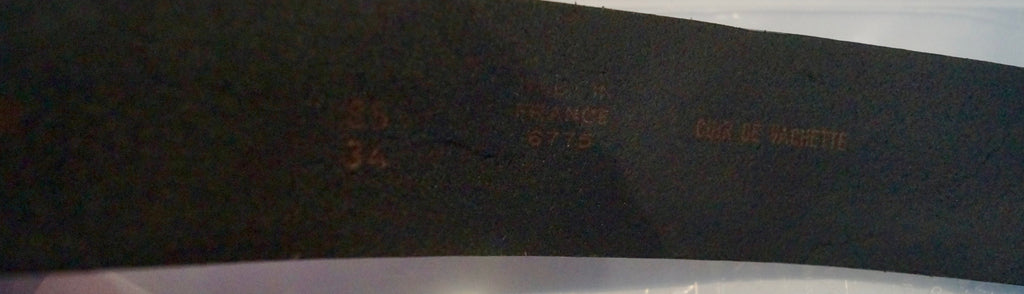 85
34
MADE IN
FRANCE
6775
CUIR DE VACHETTE